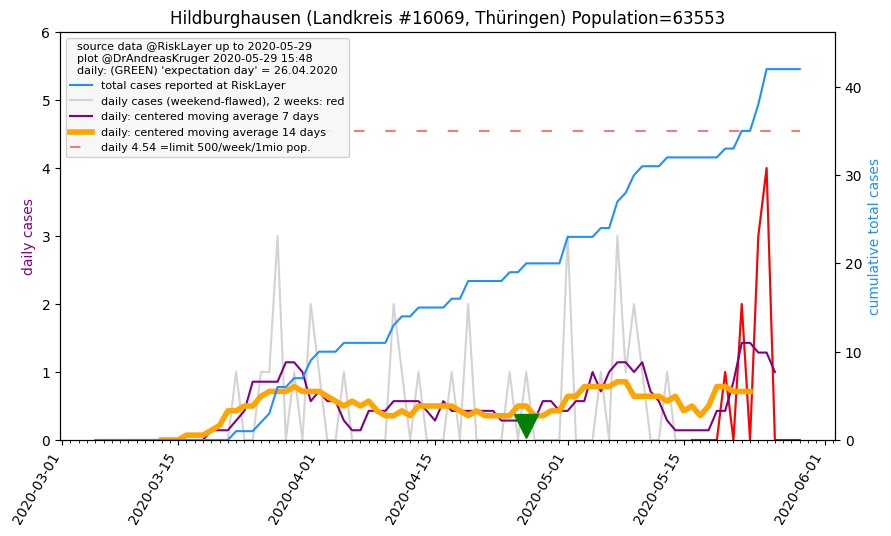 Hildburghausen (Landkreis #16069, Thüringen) Population=63553
source data @RiskLayer up to 2020-05-29
plot @DrAndreasKruger 2020-05-29 15:48
daily: (GREEN) 'expectation day' = 26.04.2020
total cases reported at RiskLayer
daily cases (weekend-flawed), 2 weeks: red
daily: centered moving average 7 days
daily: centered moving average 14 days
daily 4.54 =limit 500/week/1mio pop.
daily cases
6
5
4
3
2
1
0
cumulative total cases
40
30
20
10
0
2020-03-01
2020-03-15
2020-04-01
2020-04-15
2020-05-01
2020-05-15
2020-06-01